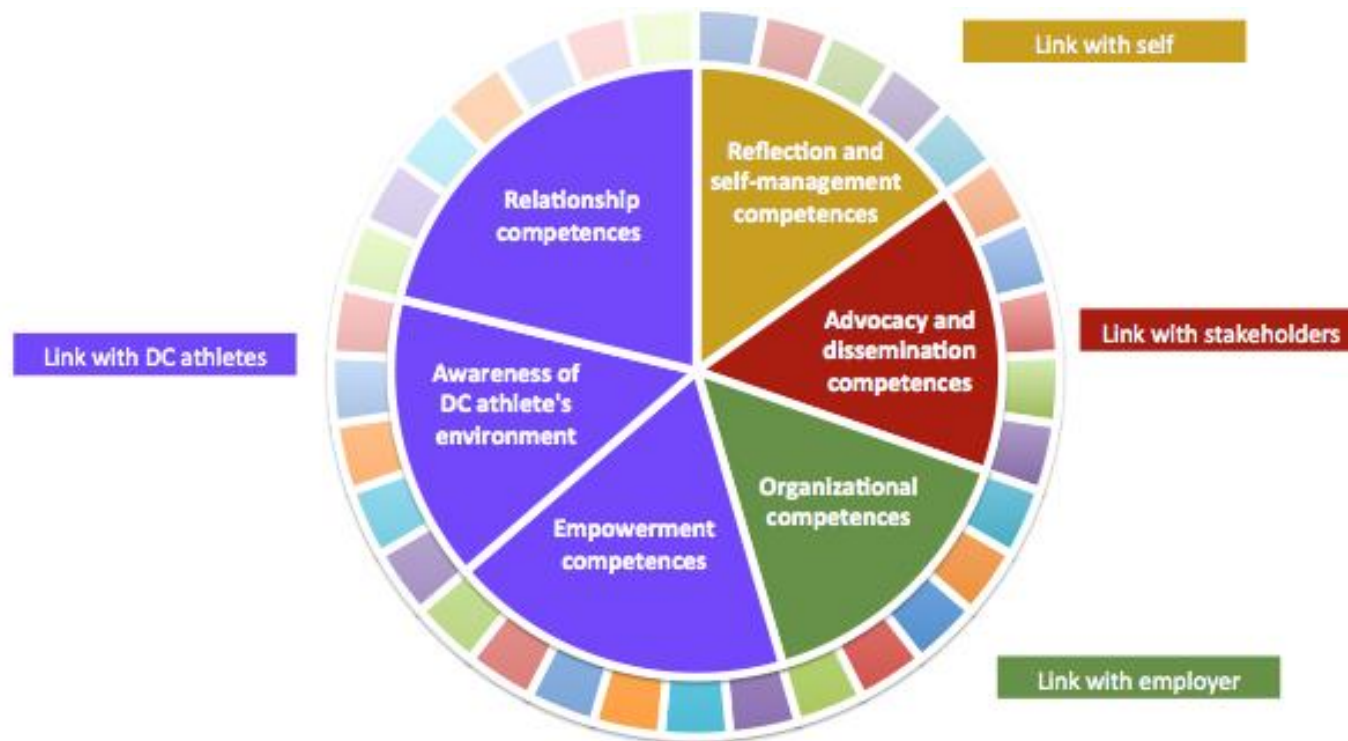 Link with self
Reflection and
self-management
competences
Relationship
competences
Advocacy and
dissemination
competences
Link with stakeholders
Link with DC athletes
Awareness of
DC athlete's
environment
Organizational
competences
Empowerment
competences
Link with employer